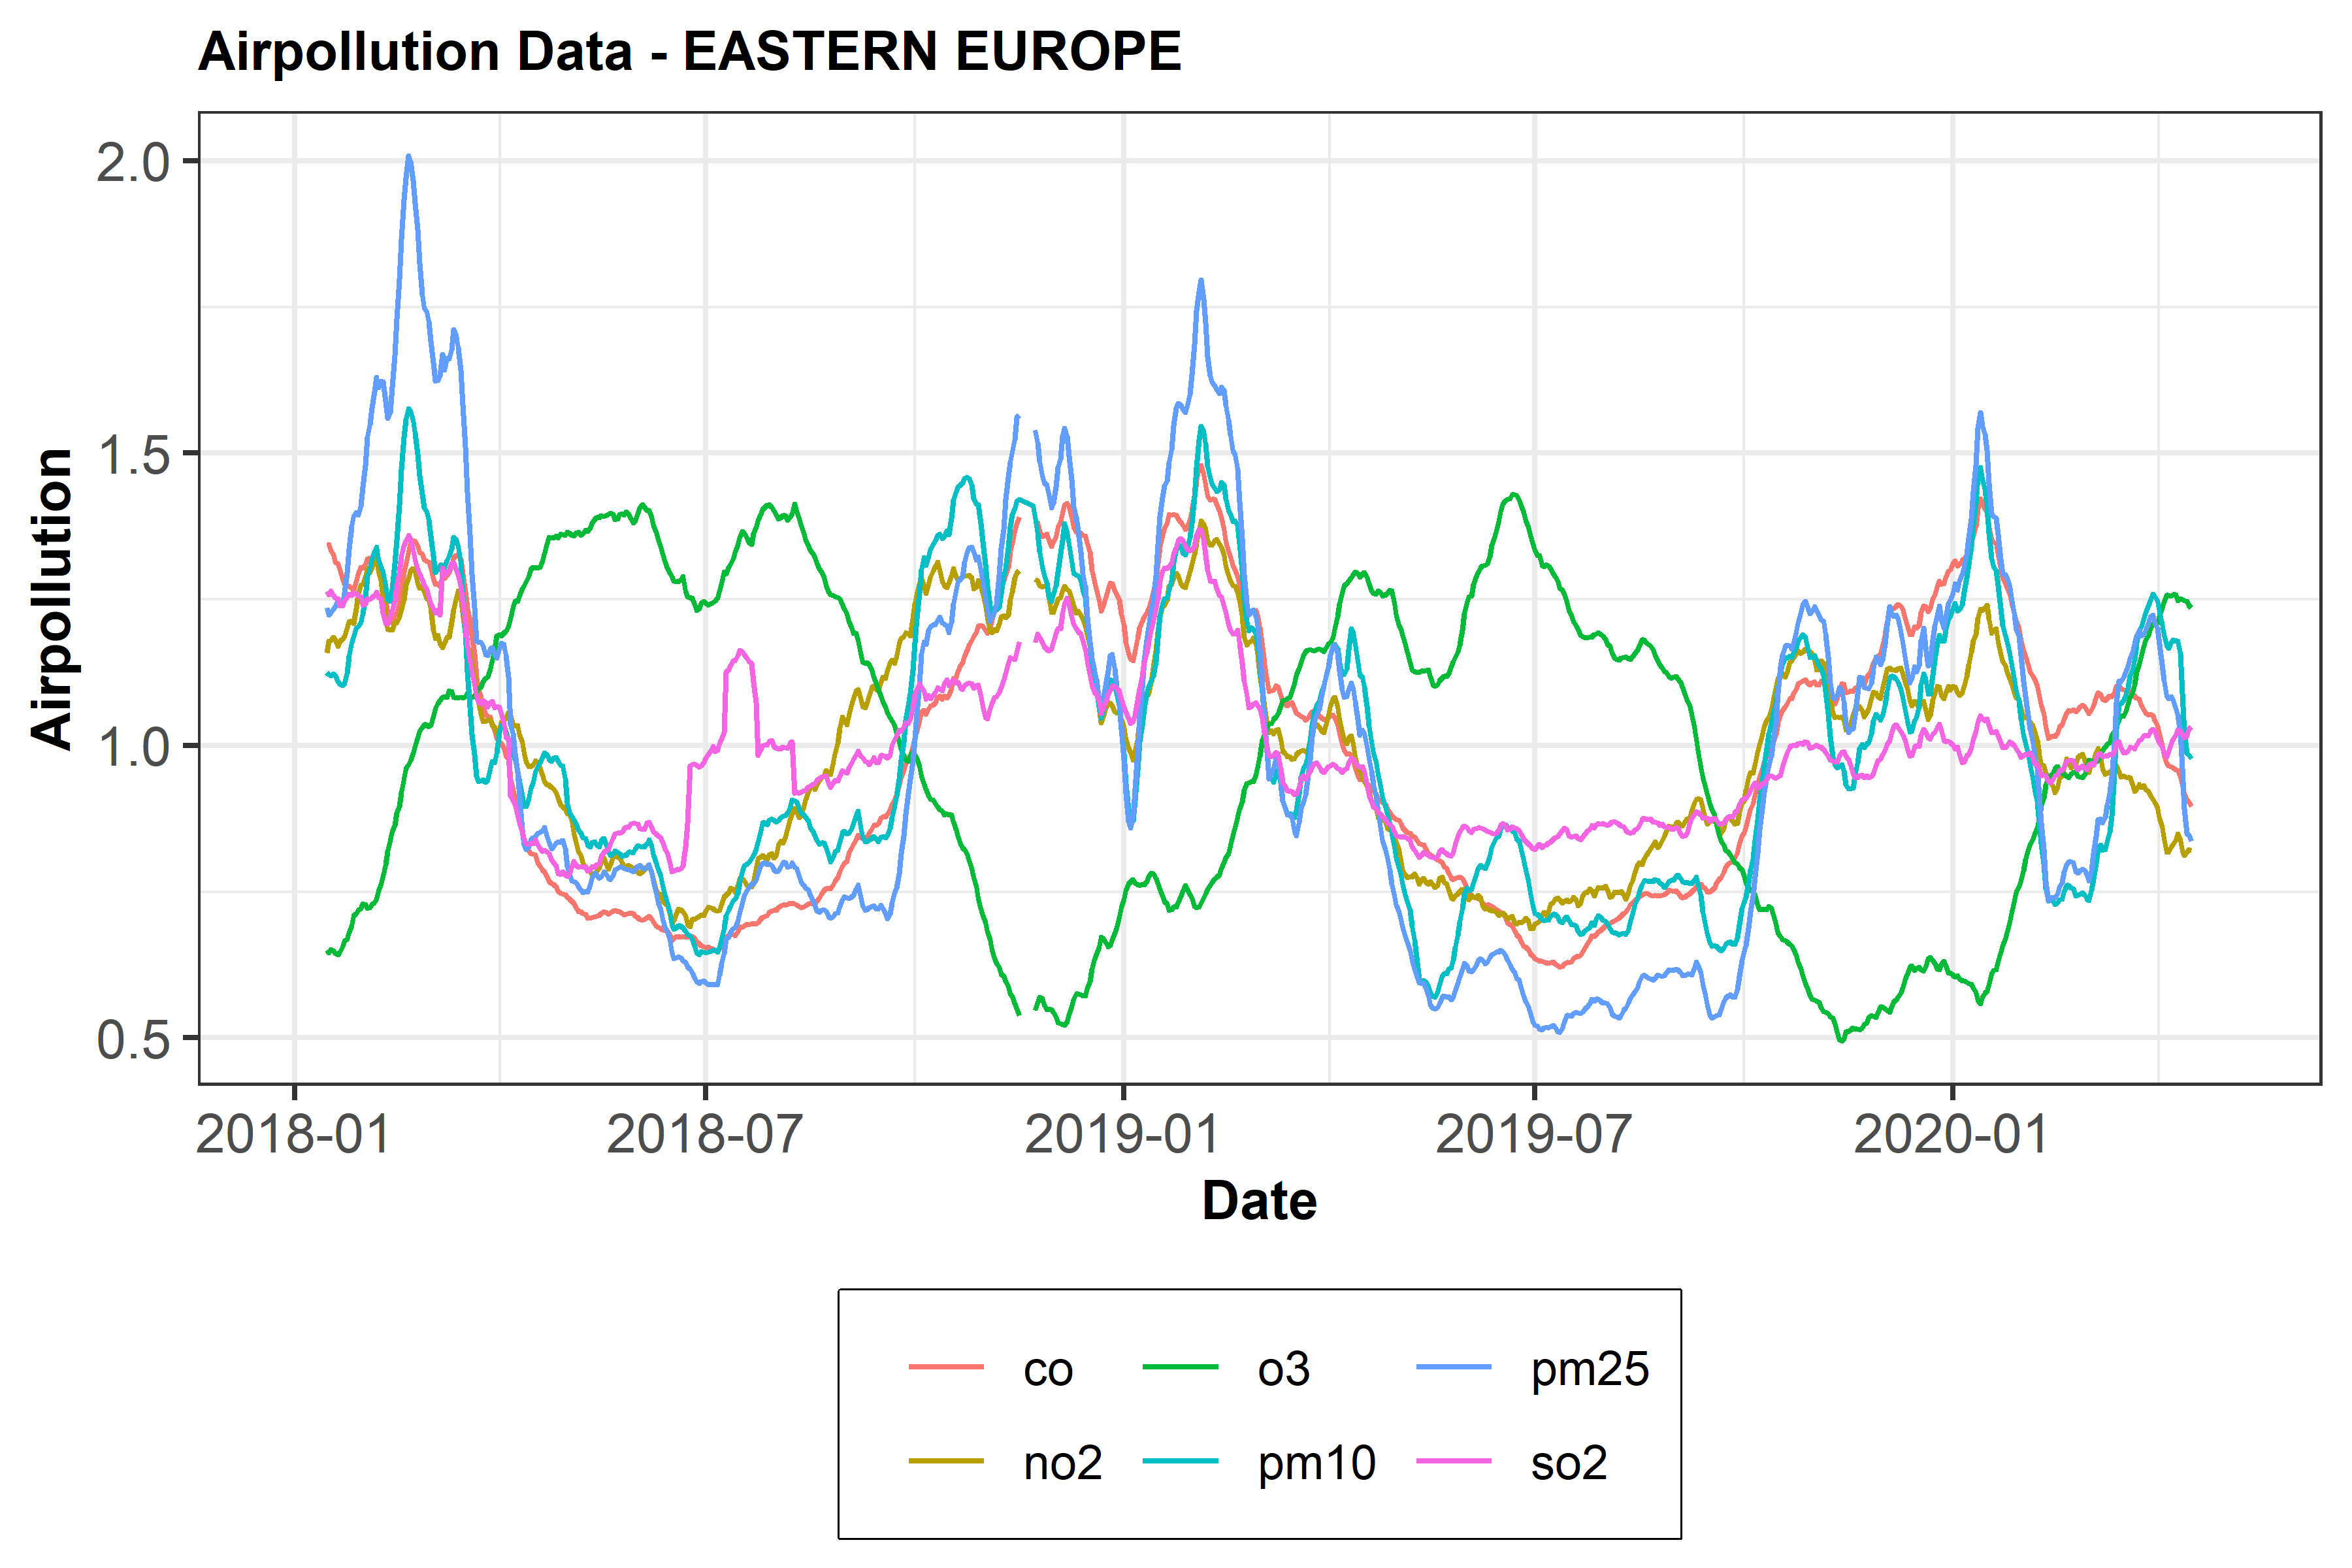 Airpollution Data - EASTERN EUROPE
Airpollution
2.0
1.5
1.0
0.5
2018-01 2018-07 2019-01 2019-07 2020-01
Date
co o3 pm25
no2 pm10 so2